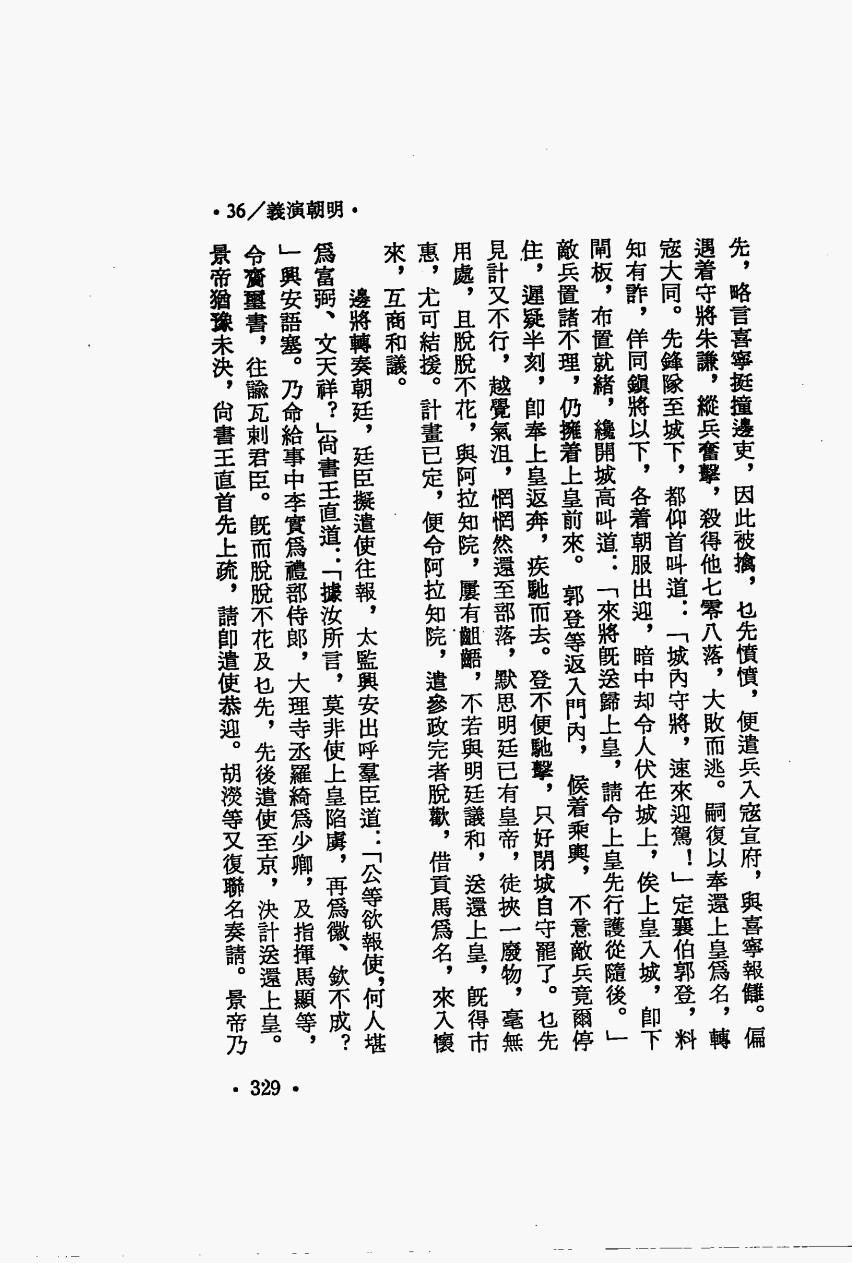 •36／義演朝明•
先，略言喜寧挺撞邊吏，因此被擒，乜先憤憤，便遣兵入寇宣府，與喜寧報讎。偏
遇着守將朱謙，縱兵奮擊，殺得他七零八落，大敗而逃。嗣復以奉還上皇爲名，轉
寇大同。先鋒隊至城下，都仰首叫道：「城內守將，速來迎駕！」定襄伯郭登，料
知有詐，佯同鎭將以下，各着朝服出迎，暗中却令人伏在城上，俟上皇入城，卽下
閘板，布置就緒，纔開城高叫道：「來將旣送歸上皇，請令上皇先行護從隨後。」
敵兵置諸不理，仍擁着上皇前來。郭登等返入門內，候着乘輿，不意敵兵竟爾停
住，遲疑半刻，卽奉上皇返奔，疾馳而去。登不便馳擊，只好閉城自守罷了。乜先
見計又不行，越覺氣沮，惘惘然還至部落，默思明廷已有皇帝，徒挾一廢物，毫無
用處，且脫脫不花，與阿拉知院，屢有齟齬，不若與明廷議和，送還上皇，旣得市
惠，尤可結援。計畫已定，便令阿拉知院，遣參政完者脫歡，借貢馬爲名，來入懷
來，互商和議。
邊將轉奏朝廷，廷臣擬遣使往報，太監興安出呼羣臣道：「公等欲報使，何人堪
爲富弼、文天祥？」尙書王直道：「據汝所言，莫非使上皇陷虜，再爲徽、欽不成？
」興安語塞。乃命給事中李實爲禮部侍郎，大理寺丞羅綺爲少卿，及指揮馬顯等，
令齎璽書，往諭瓦剌君臣。旣而脫脫不花及乜先，先後遣使至京，決計送還上皇。
景帝猶豫未決，尙書王直首先上疏，請卽遣使恭迎。胡濙等又復聯名奏請。景帝乃
•329•